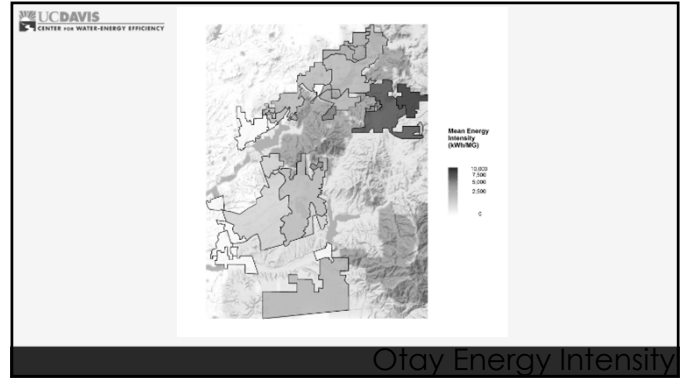 UCDAVIS
CENTER FOR WATER-ENERGY EFFICIENCY
Mean Energy
Intensity
(kWh/MG)
10,000
7,500
5,000
2,500
0
Otay Energy Intensity